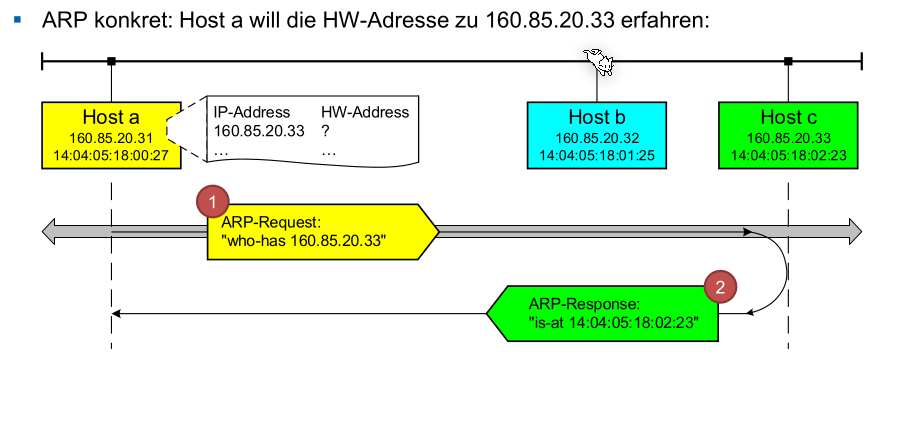 ARP konkret: Host a will die HW-Adresse zu 160.85.20.33 erfahren:
Host a
160.85.20.31
14:04:05:18:00:27
IP-Address HW-Address
160.85.20.33 ?
... ...
Host b
160.85.20.32
14:04:05:18:01:25
Host c
160.85.20.33
14:04:05:18:02:23
1
ARP-Request:
"who-has 160.85.20.33"
2
ARP-Response:
"is-at 14:04:05:18:02:23"